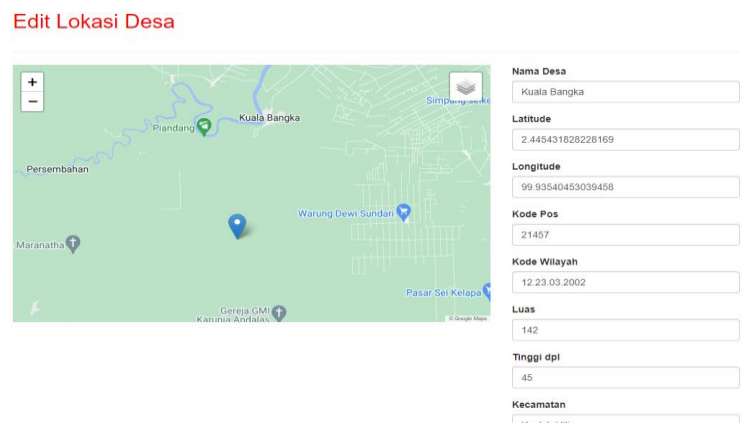 Edit Lokasi Desa
+
−
Kuala Bangka
Piandang
Persembahan
Warung Dewi Sundari
Maranatha
Pasar Sei Kelapa
Gereja GMI
Karunia Andalas
© Google Maps
Nama Desa
Kuala Bangka
Latitude
2.445431828228169
Longitude
99.93540453039458
Kode Pos
21457
Kode Wilayah
12.23.03.2002
Luas
142
Tinggi dpl
45
Kecamatan